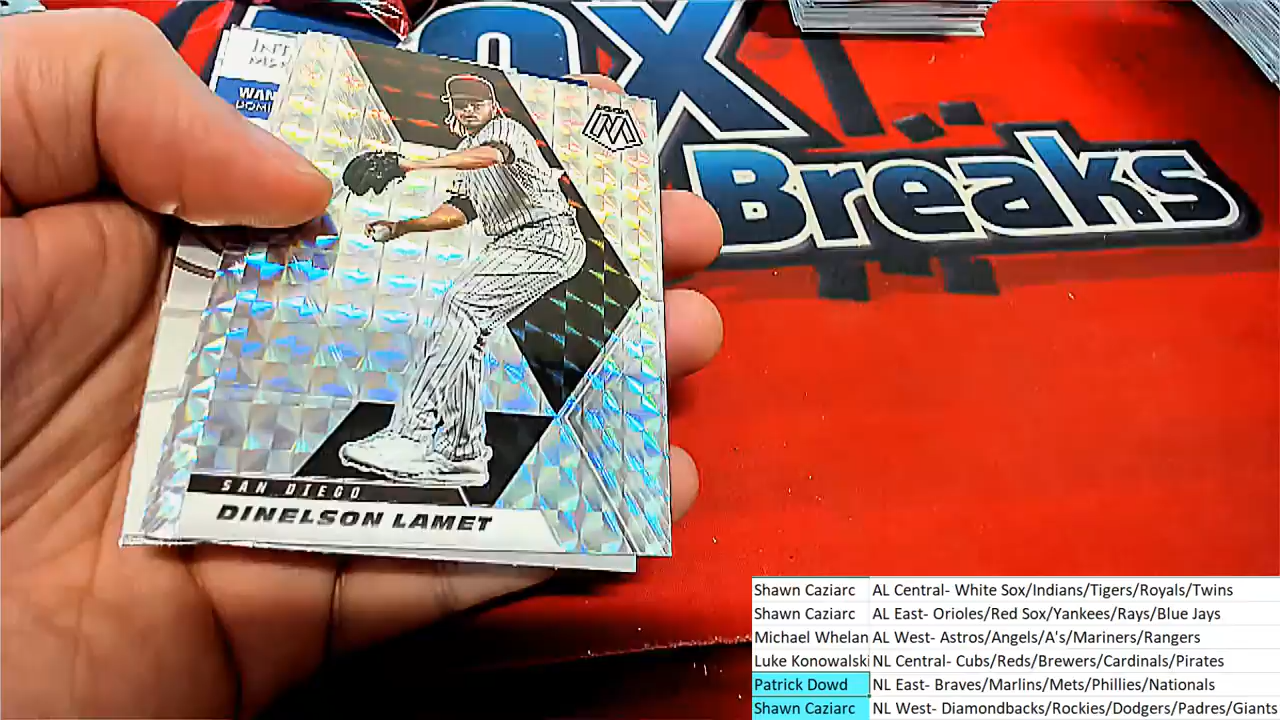 OX
Breaks
WAN
DOMI
M
SAN DIEGO
DINELSON LAMET
Shawn Caziarc AL Central- White Sox/Indians/Tigers/Royals/Twins
Shawn Caziarc AL East- Orioles/Red Sox/Yankees/Rays/Blue Jays
Michael Whelan AL West- Astros/Angels/A's/Mariners/Rangers
Luke Konowalski NL Central- Cubs/Reds/Brewers/Cardinals/Pirates
Patrick Dowd NL East- Braves/Marlins/Mets/Phillies/Nationals
Shawn Caziarc NL West- Diamondbacks/Rockies/Dodgers/Padres/Giants